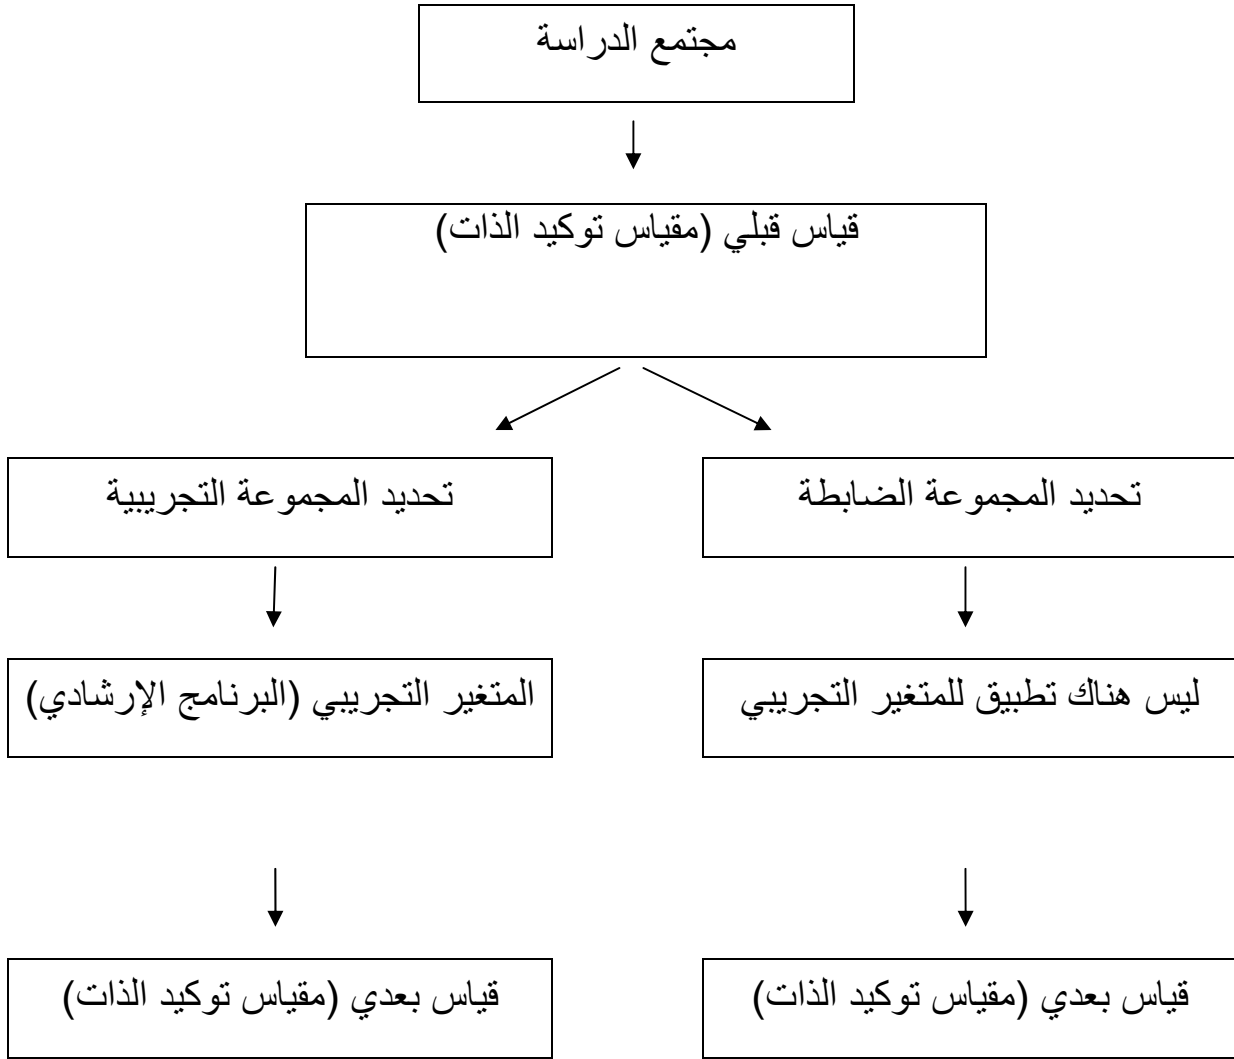 مجتمع الدراسة
قياس قبلي (مقياس توكيد الذات)
تحديد المجموعة الضابطة
تحديد المجموعة التجريبية
ليس هناك تطبيق للمتغير التجريبي
المتغير التجريبي (البرنامج الإرشادي)
قياس بعدي (مقياس توكيد الذات)
قياس بعدي (مقياس توكيد الذات)